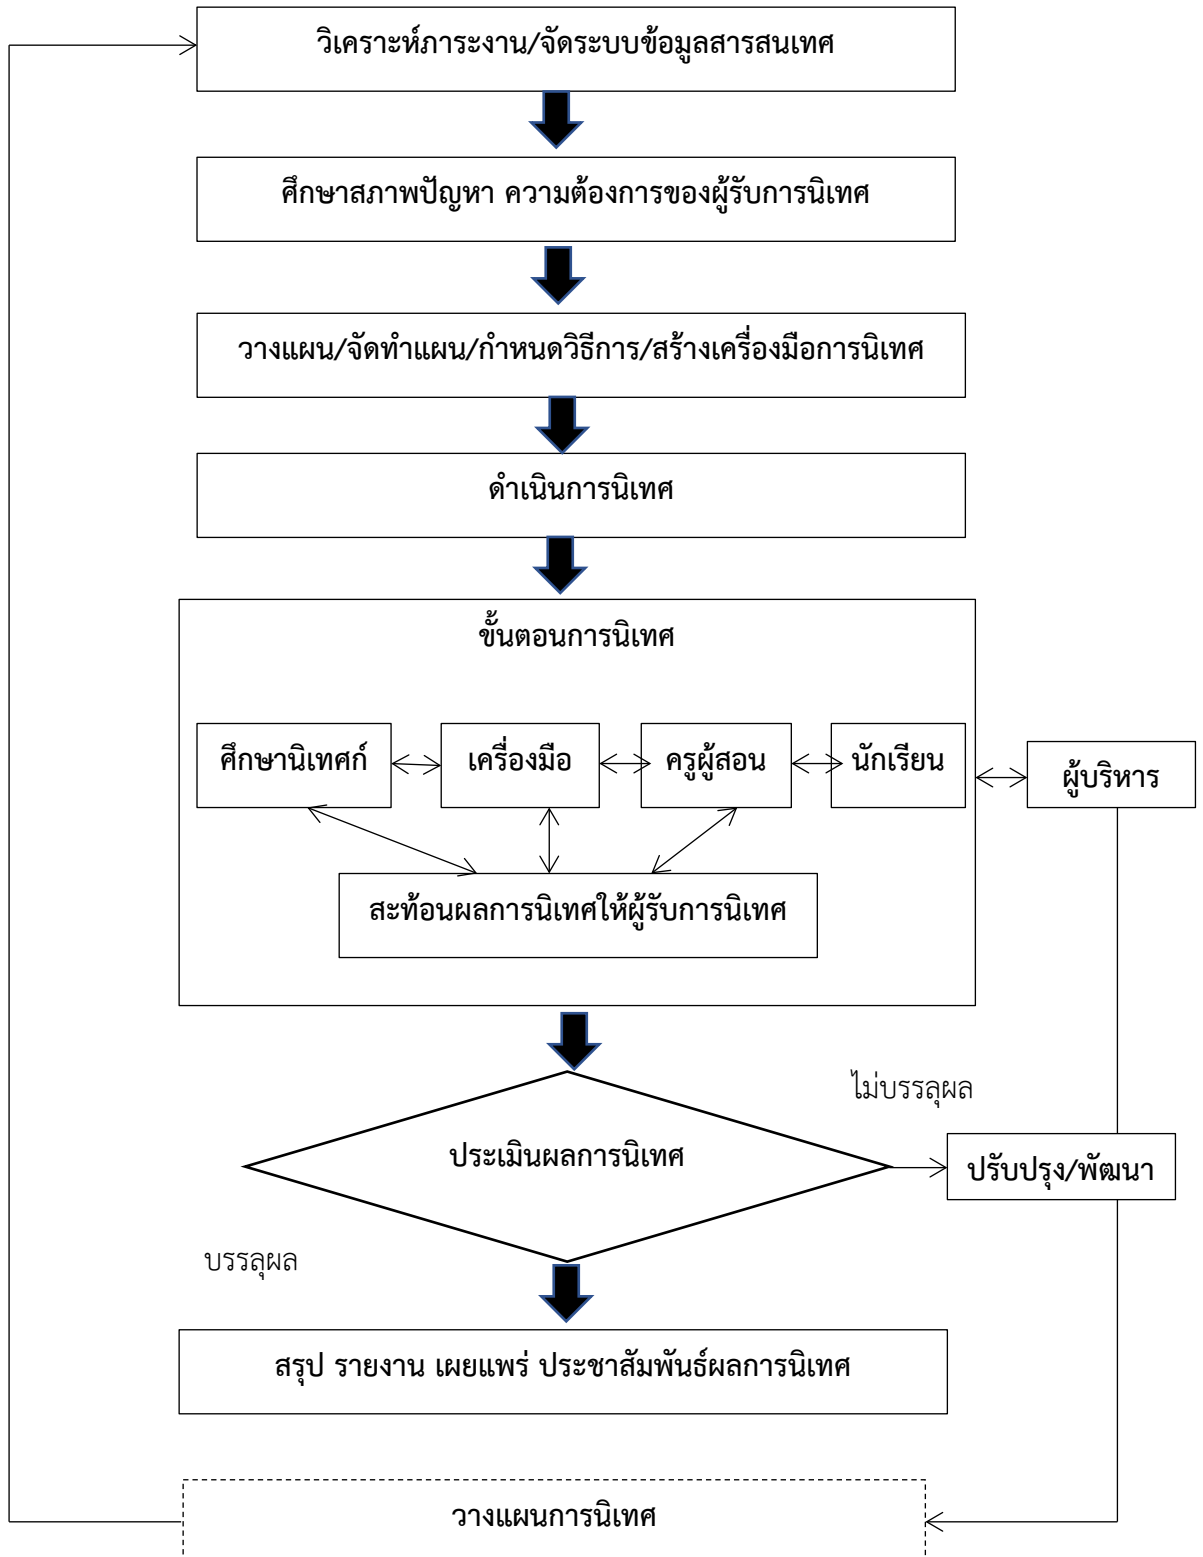 วิเคราะห์ภาระงาน/จัดระบบข้อมูลสารสนเทศ
ศึกษาสภาพปัญหา ความต้องการของผู้รับการนิเทศ
วางแผน/จัดทำแผน/กำหนดวิธีการ/สร้างเครื่องมือการนิเทศ
ดำเนินการนิเทศ
ขั้นตอนการนิเทศ
ศึกษานิเทศก์
เครื่องมือ
ครูผู้สอน
นักเรียน
ผู้บริหาร
สะท้อนผลการนิเทศให้ผู้รับการนิเทศ
ไม่บรรลุผล
ประเมินผลการนิเทศ
ปรับปรุง/พัฒนา
บรรลุผล
สรุป รายงาน เผยแพร่ ประชาสัมพันธ์ผลการนิเทศ
วางแผนการนิเทศ